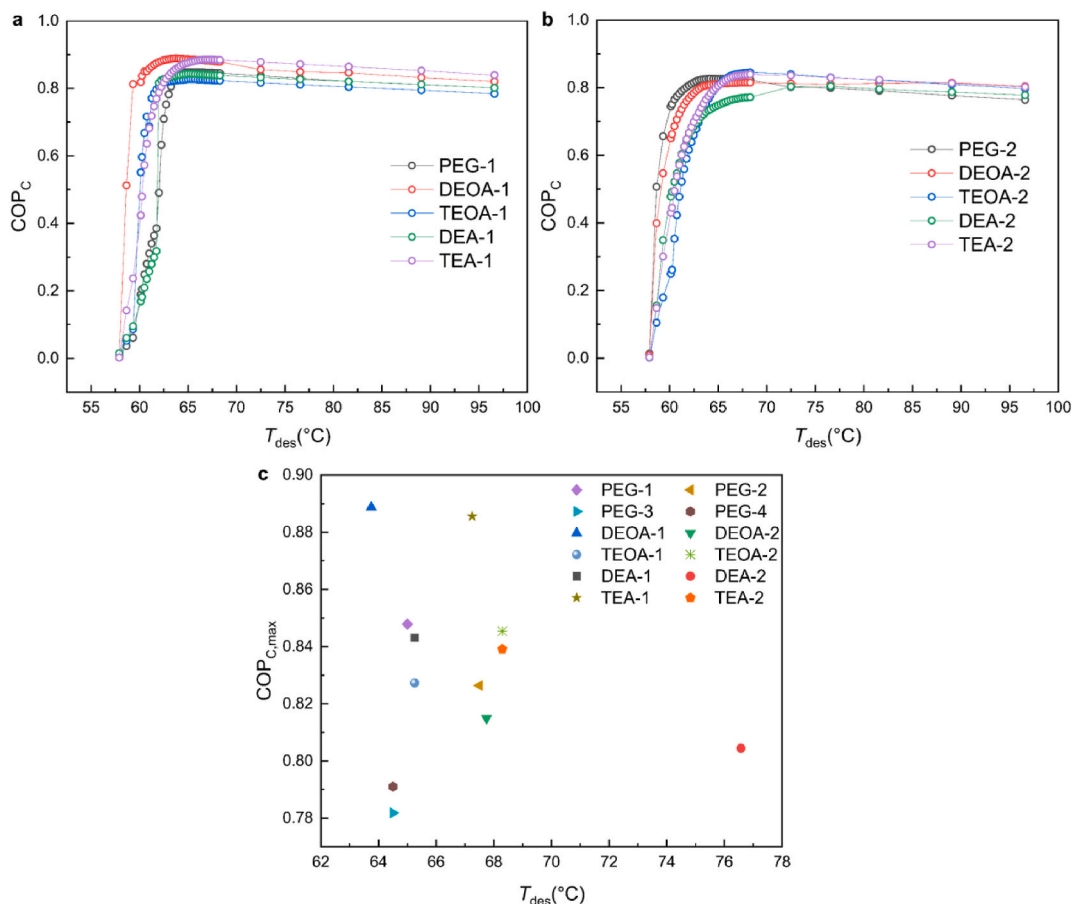 a
1.0
0.8
0.6
0.4
0.2
0.0
COP_C
PEG-1
DEOA-1
TEOA-1
DEA-1
TEA-1
55 60 65 70 75 80 85 90 95 100
T_des(°C)
b
1.0
0.8
0.6
0.4
0.2
0.0
COP_C
PEG-2
DEOA-2
TEOA-2
DEA-2
TEA-2
55 60 65 70 75 80 85 90 95 100
T_des(°C)
c
0.90
0.88
0.86
0.84
0.82
0.80
0.78
COP_C,max
PEG-1 PEG-2
PEG-3 PEG-4
DEOA-1 DEOA-2
TEOA-1 TEOA-2
DEA-1 DEA-2
TEA-1 TEA-2
62 64 66 68 70 72 74 76 78
T_des(°C)